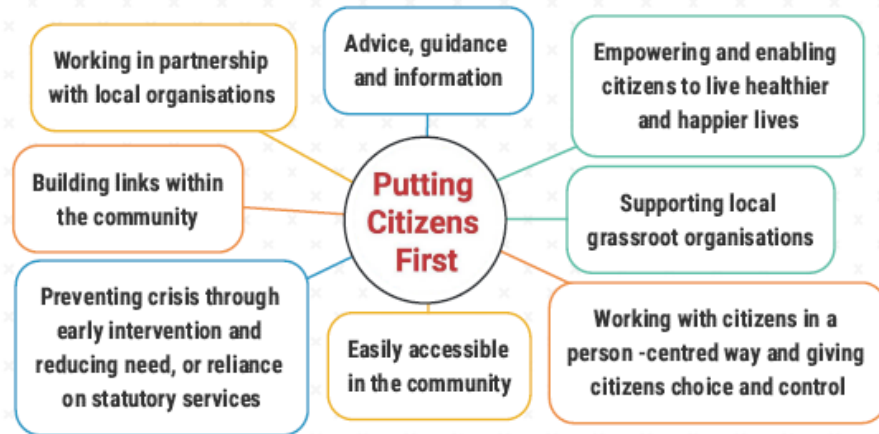 Working in partnership
with local organisations
Advice, guidance
and information
Empowering and enabling
citizens to live healthier
and happier lives
Building links within
the community
Putting
Citizens
First
Supporting local
grassroot organisations
Preventing crisis through
early intervention and
reducing need, or reliance
on statutory services
Easily accessible
in the community
Working with citizens in a
person -centred way and giving
citizens choice and control